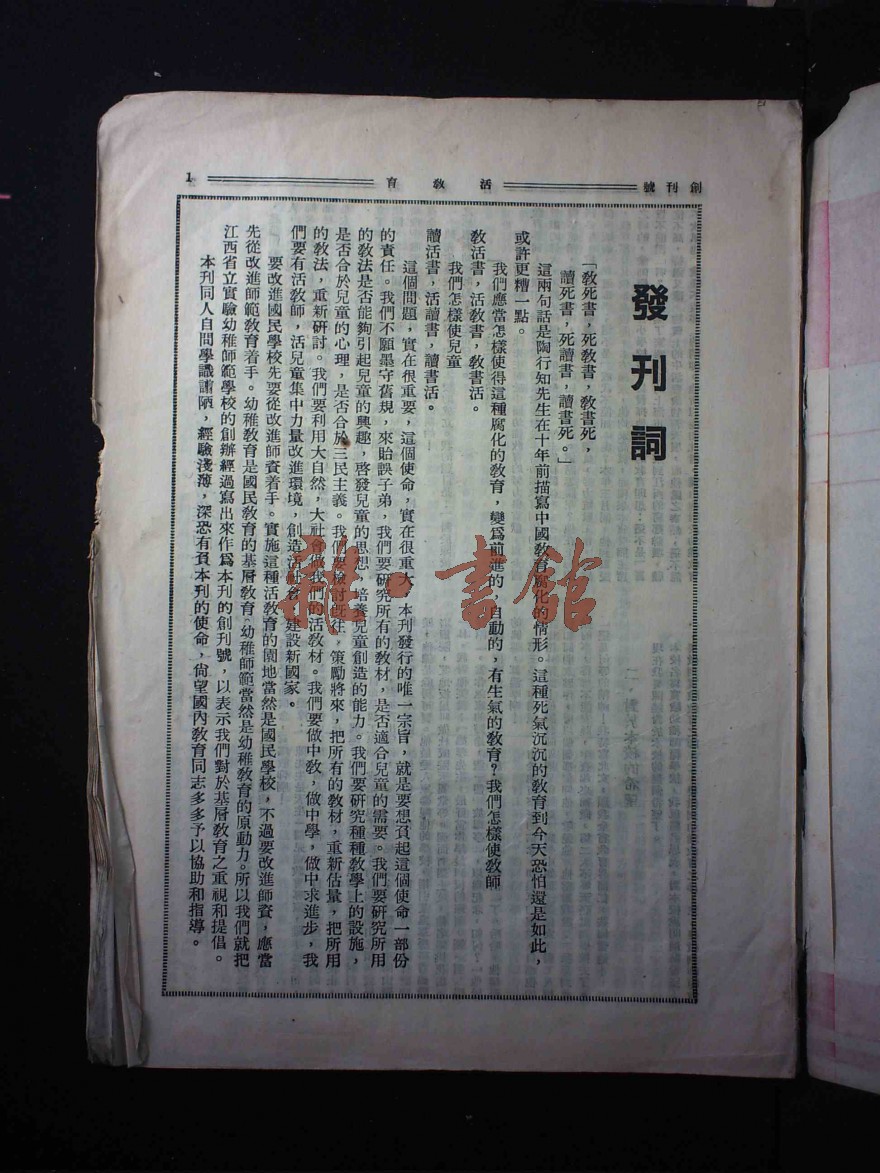 創刊號
活教育
1
發刊詞
「教死書，死教書，教書死，
讀死書，死讀書，讀書死。」
這兩句話是陶行知先生在十年前描寫中國教育腐化的情形。這種死氣沉沉的教育到今天恐怕還是如此，
或許更糟一點。
我們應當怎樣使得這種腐化的教育，變爲前進的，自動的，有生氣的教育？我們怎樣使教師
教活書，活教書，教書活。
我們怎樣使兒童
讀活書，活讀書，讀書活。
這個問題，實在很重要，這個使命，實在很重大，本刊發行的唯一宗旨，就是要想負起這個使命一部份
的責任。我們不願墨守舊規，來貽誤子弟，我們要研究所有的教材，是否適合兒童的需要。我們要研究所用
的教法是否能夠引起兒童的興趣，啓發兒童的思想，培養兒童創造的能力。我們要研究種種教學上的設施，
是否合於兒童的心理，是否合於三民主義。我們要檢討既往，策勵將來，把所有的教材，重新估量，把所用
的教法，重新研討。我們要利用大自然，大社會做我們的活教材。我們要做中教，做中學，做中求進步，我
們要有活教師，活兒童集中力量改進環境，創造活社會，建設新國家。
要改進國民學校先要從改進師資着手。實施這種活教育的園地當然是國民學校，不過要改進師資，應當
先從改進師範教育着手。幼稚教育是國民教育的基層教育，幼稚師範當然是幼稚教育的原動力。所以我們就把
江西省立實驗幼稚師範學校的創辦經過寫出來作爲本刊的創刊號，以表示我們對於基層教育之重視和提倡。
本刊同人自問學識譾陋，經驗淺薄，深恐有負本刊的使命，尙望國內教育同志多多予以協助和指導。
書館